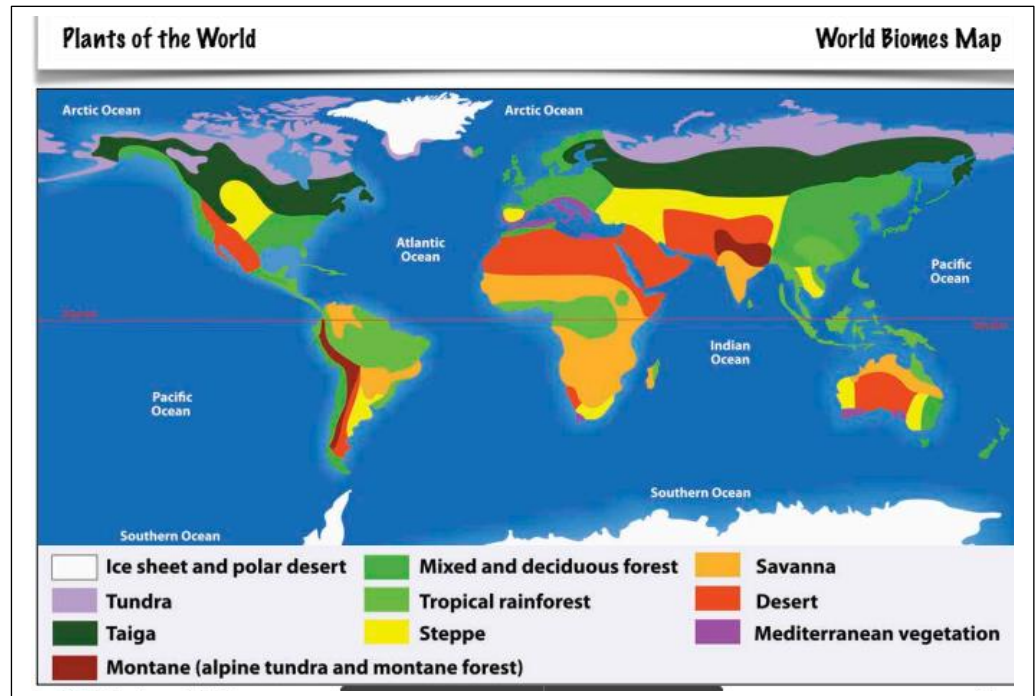 Plants of the World
World Biomes Map
Arctic Ocean
Arctic Ocean
Atlantic
Ocean
Pacific
Ocean
Indian
Ocean
Pacific
Ocean
Southern Ocean
Southern Ocean
Ice sheet and polar desert
Mixed and deciduous forest
Savanna
Tundra
Tropical rainforest
Desert
Taiga
Steppe
Mediterranean vegetation
Montane (alpine tundra and montane forest)